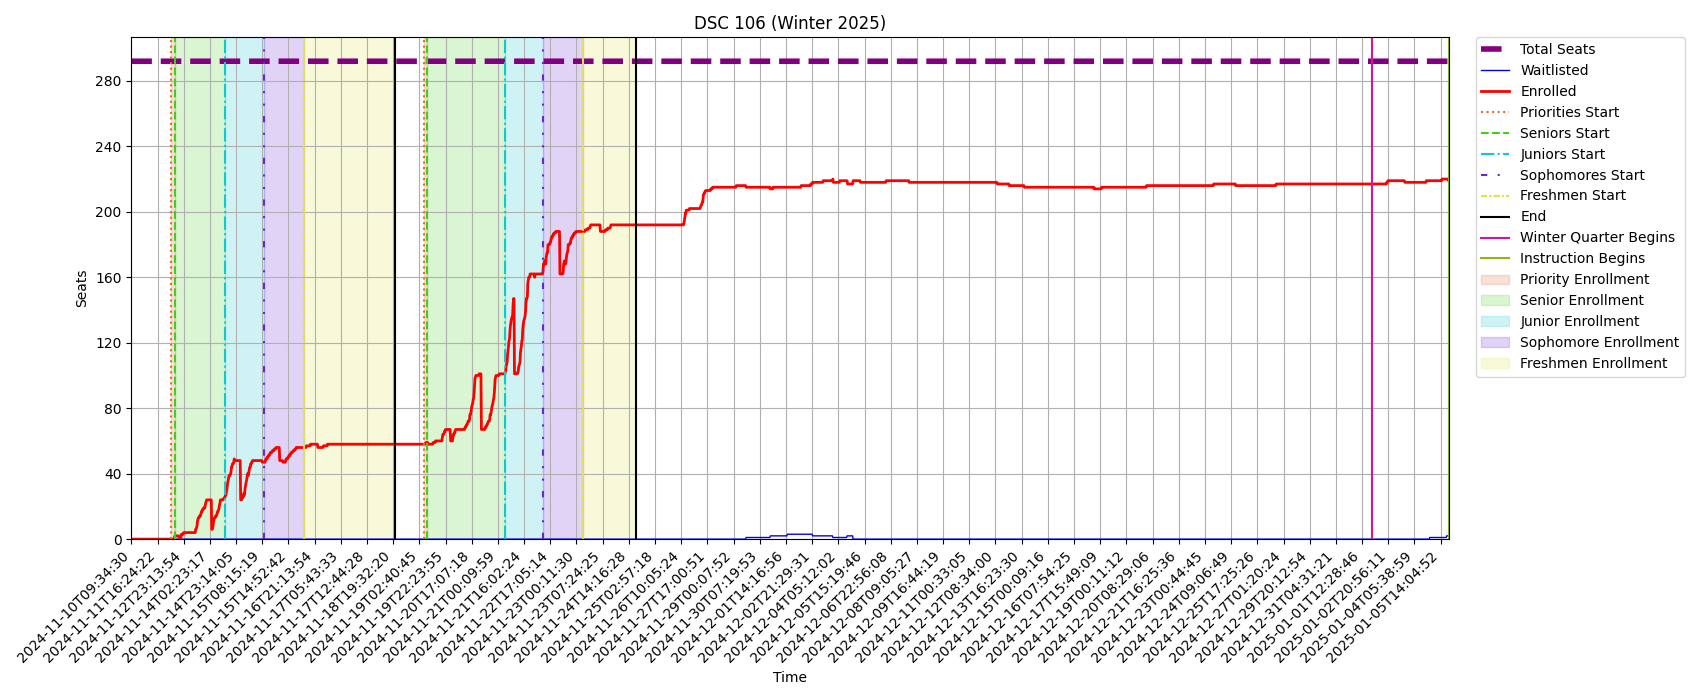 DSC 106 (Winter 2025)
Seats
280
240
200
160
120
80
40
0
2024-11-10T09:34:30
2024-11-11T16:24:22
2024-11-12T23:13:54
2024-11-14T02:23:17
2024-11-14T23:14:05
2024-11-15T08:15:19
2024-11-15T14:52:42
2024-11-16T21:13:54
2024-11-17T05:43:33
2024-11-17T12:44:28
2024-11-18T19:32:20
2024-11-19T02:40:45
2024-11-19T22:23:55
2024-11-20T17:07:18
2024-11-21T00:09:59
2024-11-21T16:02:24
2024-11-22T17:05:14
2024-11-23T00:11:30
2024-11-23T07:24:25
2024-11-24T14:16:28
2024-11-25T02:57:18
2024-11-26T10:05:24
2024-11-27T17:00:51
2024-11-29T00:07:52
2024-11-30T07:19:53
2024-12-01T14:16:56
2024-12-02T21:29:31
2024-12-04T05:12:02
2024-12-05T15:19:46
2024-12-06T22:56:08
2024-12-08T09:05:27
2024-12-09T16:44:19
2024-12-11T00:33:05
2024-12-12T08:34:00
2024-12-13T16:23:30
2024-12-15T00:09:16
2024-12-16T07:54:25
2024-12-17T15:49:09
2024-12-19T00:11:12
2024-12-20T08:29:06
2024-12-21T16:25:36
2024-12-23T00:44:45
2024-12-24T09:06:49
2024-12-25T17:25:26
2024-12-27T01:20:24
2024-12-29T20:12:54
2024-12-31T04:31:21
2025-01-01T12:28:46
2025-01-02T20:56:11
2025-01-04T05:38:59
2025-01-05T14:04:52
Time
Total Seats
Waitlisted
Enrolled
Priorities Start
Seniors Start
Juniors Start
Sophomores Start
Freshmen Start
End
Winter Quarter Begins
Instruction Begins
Priority Enrollment
Senior Enrollment
Junior Enrollment
Sophomore Enrollment
Freshmen Enrollment